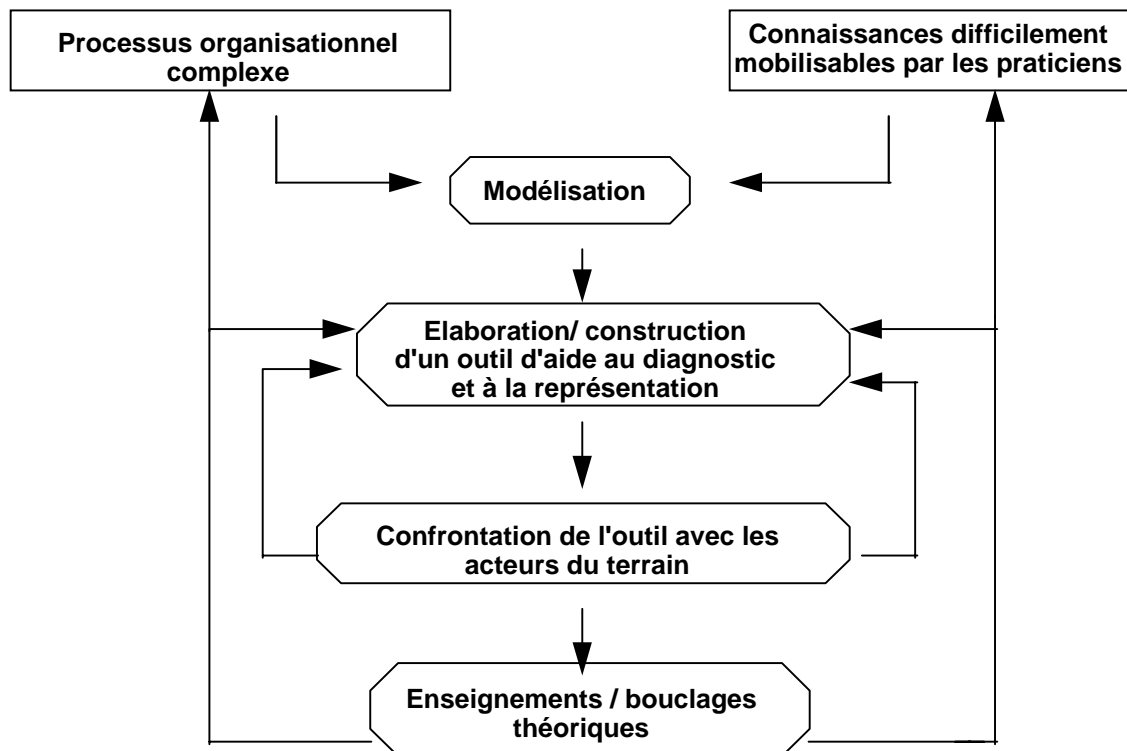 Processus organisationnel
complexe
Connaissances difficilement
mobilisables par les praticiens
Modélisation
Elaboration/ construction
d'un outil d'aide au diagnostic
et à la représentation
Confrontation de l'outil avec les
acteurs du terrain
Enseignements / bouclages
théoriques